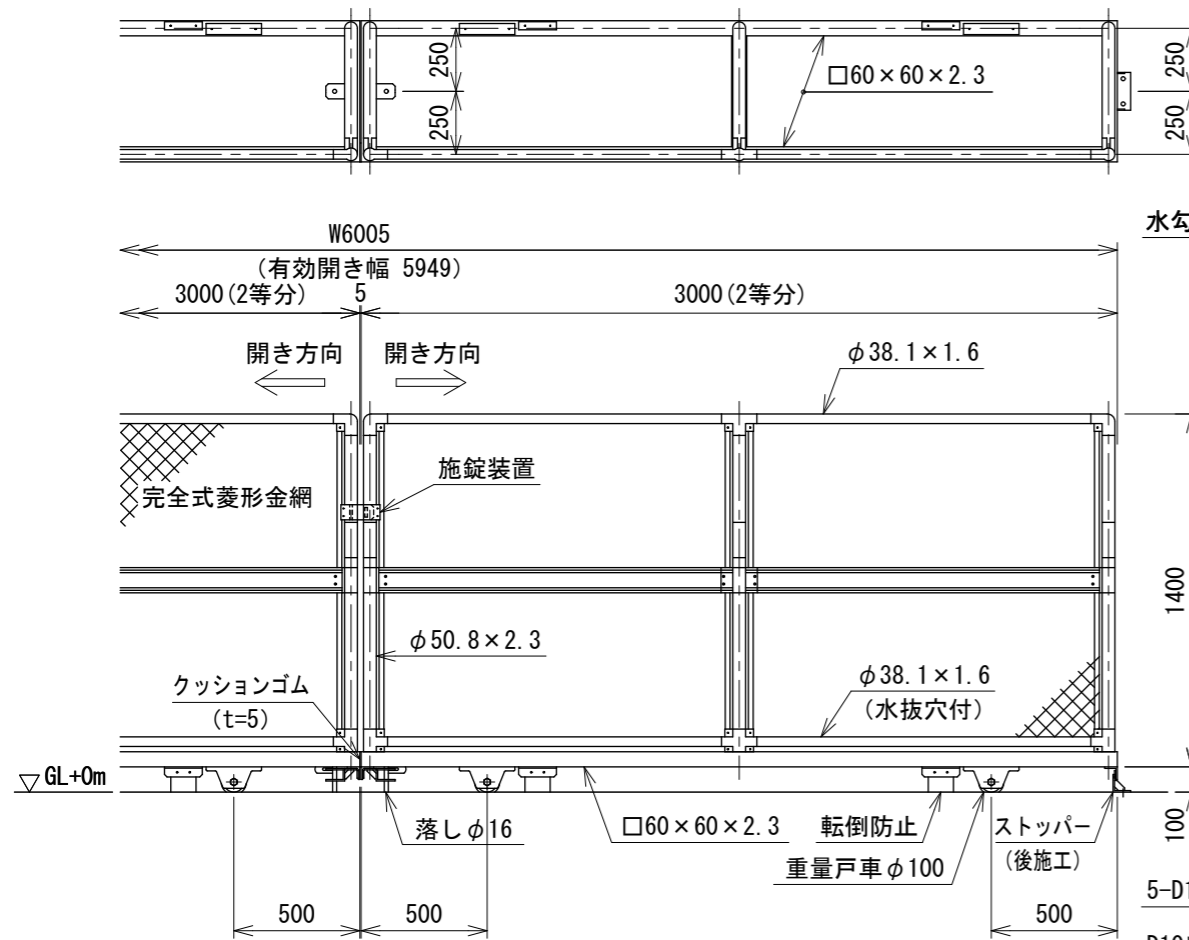 250
250
□60×60×2.3
250
250
水勾
W6005
(有効開き幅 5949)
3000(2等分)
5
3000(2等分)
開き方向
開き方向
φ38.1×1.6
施錠装置
完全式菱形金網
1400
φ50.8×2.3
クッションゴム
(t=5)
φ38.1×1.6
(水抜穴付)
▽GL+0m
落しφ16
□60×60×2.3
転倒防止
ストッパー
(後施工)
重量戸車φ100
100
5-D1
500
500
500